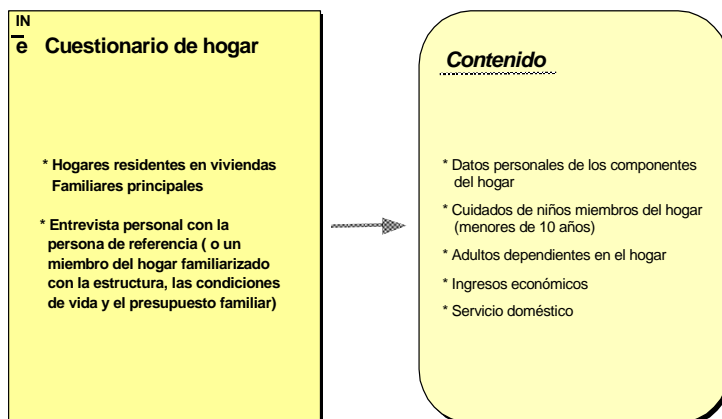 IN
e Cuestionario de hogar
* Hogares residentes en viviendas
Familiares principales
* Entrevista personal con la
persona de referencia ( o un
miembro del hogar familiarizado
con la estructura, las condiciones
de vida y el presupuesto familiar)
Contenido
* Datos personales de los componentes
del hogar
* Cuidados de niños miembros del hogar
(menores de 10 años)
* Adultos dependientes en el hogar
* Ingresos económicos
* Servicio doméstico